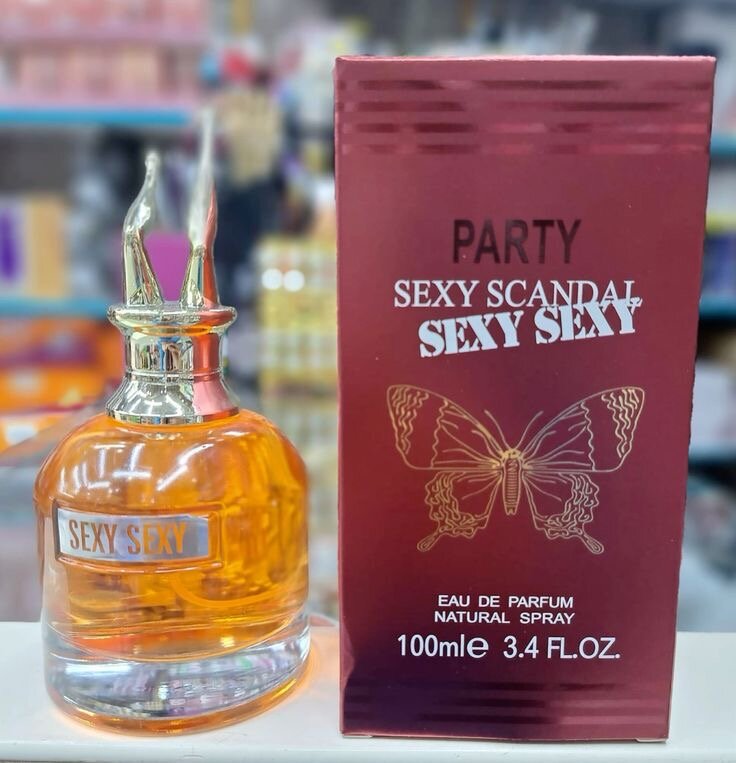 SEXY SEXY
PARTY
SEXY SCANDAL
SEXY SEXY
EAU DE PARFUM
NATURAL SPRAY
100mle 3.4 FL.OZ.